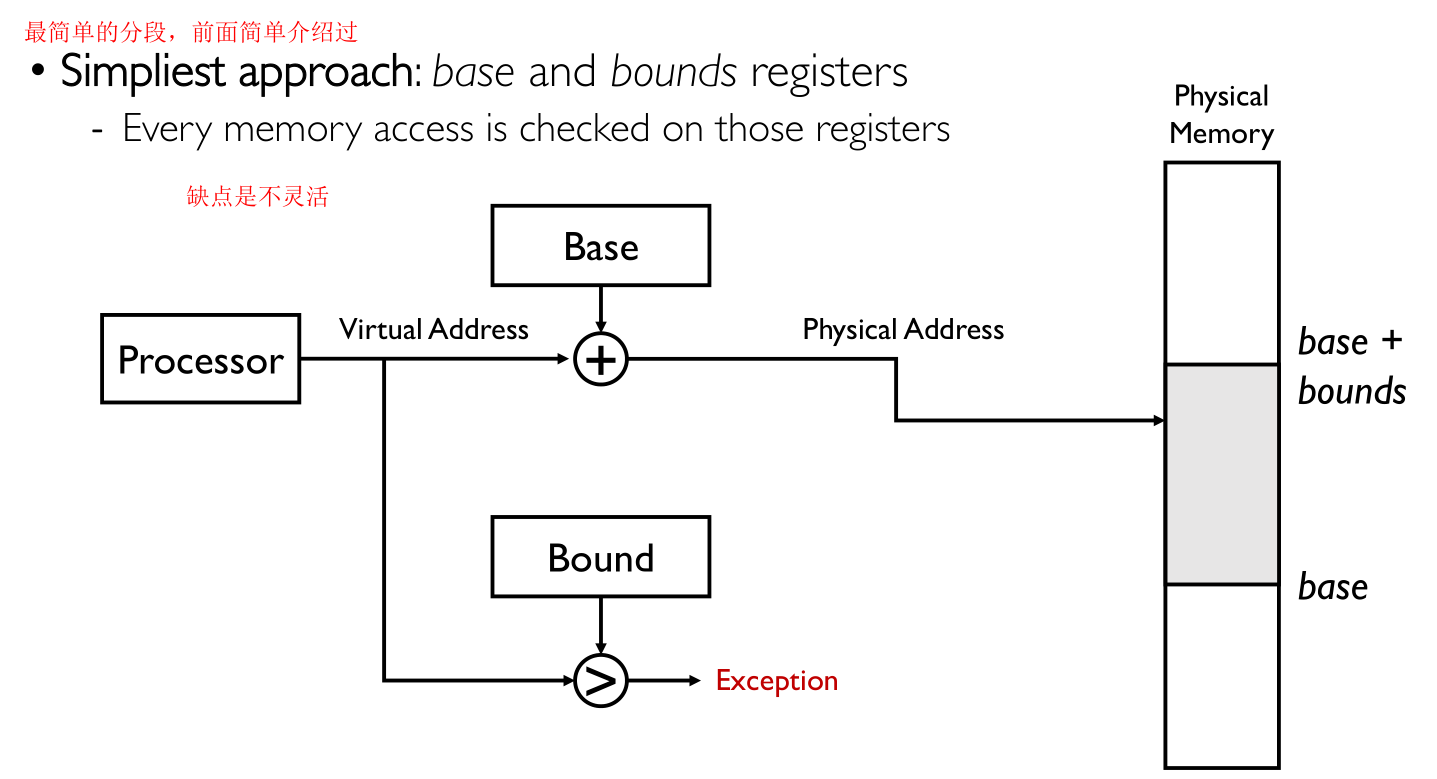 最简单的分段，前面简单介绍过
• Simpliest approach: base and bounds registers
- Every memory access is checked on those registers
Physical
Memory
缺点是不灵活
Base
Processor
Virtual Address
+
Physical Address
base +
bounds
Bound
base
>
Exception